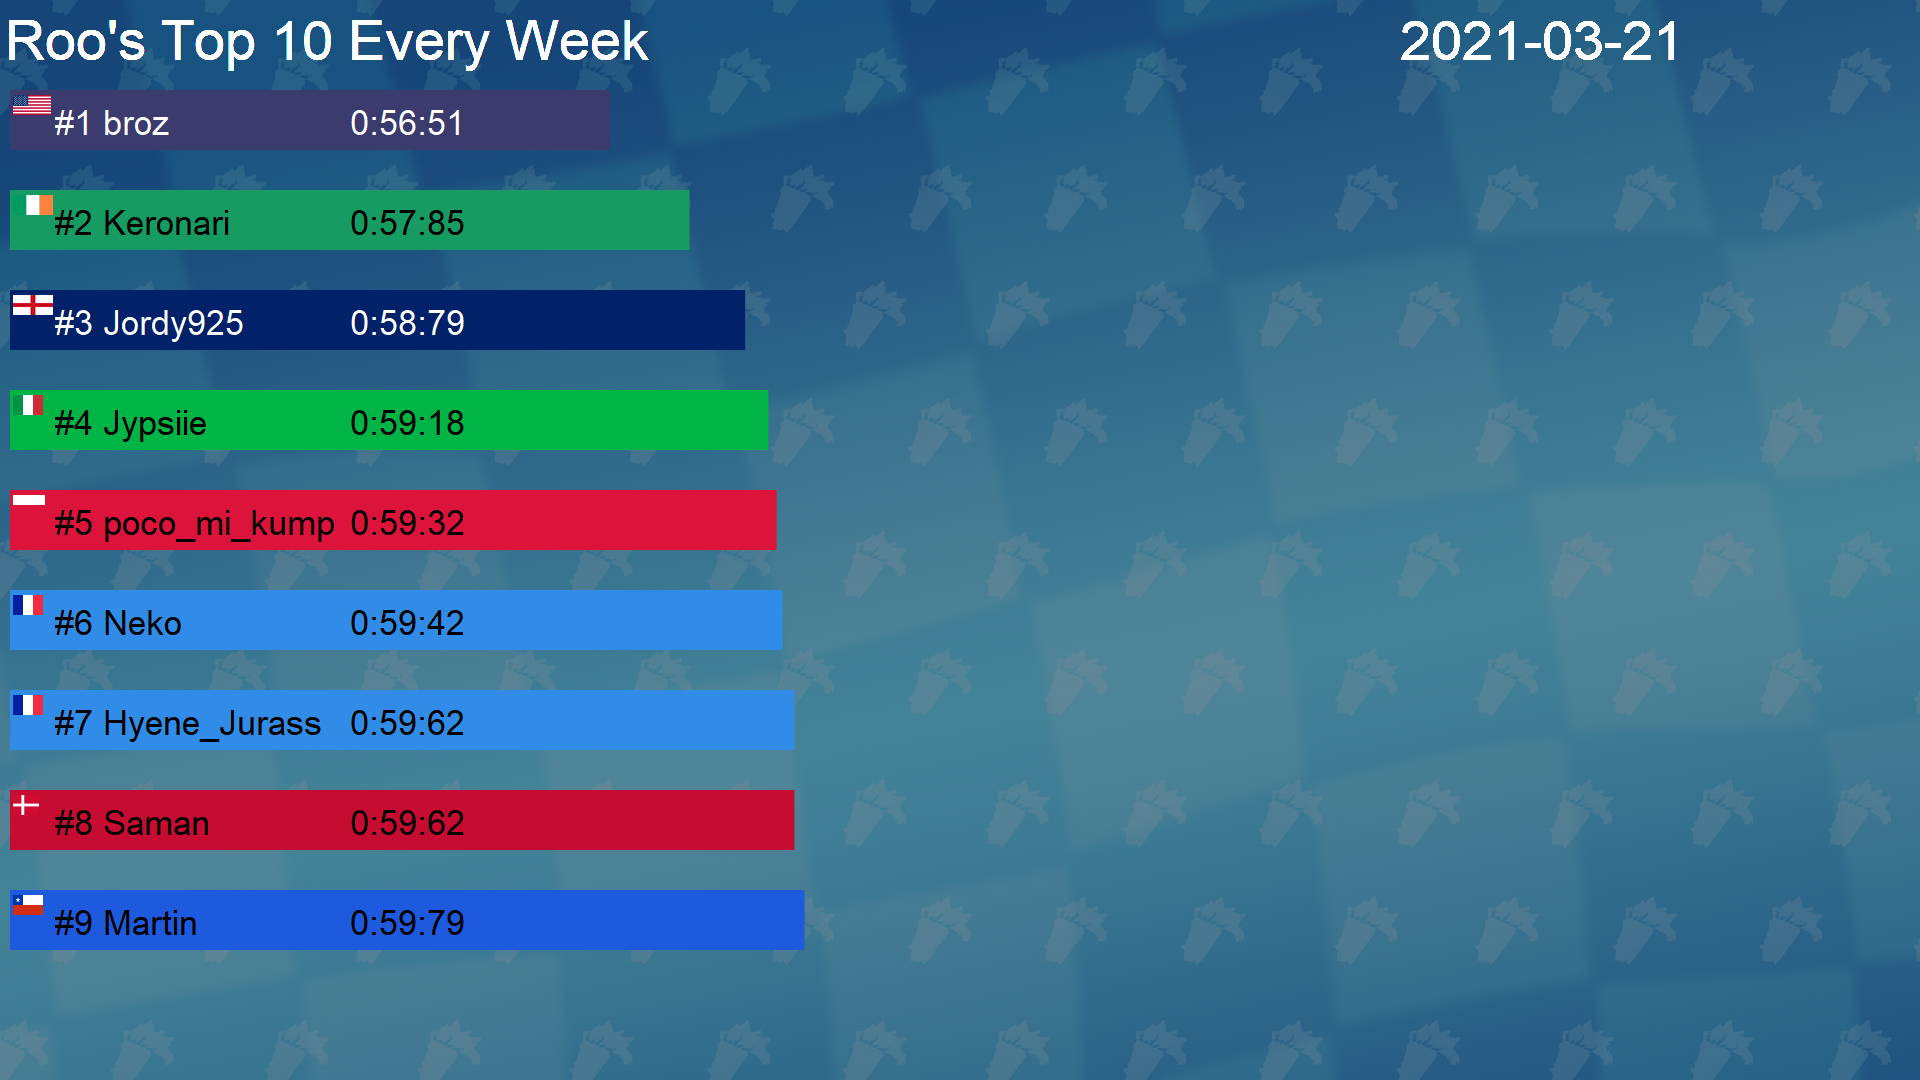 Roo's Top 10 Every Week 2021-03-21
#1 broz 0:56:51
#2 Keronari 0:57:85
#3 Jordy925 0:58:79
#4 Jypsiie 0:59:18
#5 poco_mi_kump 0:59:32
#6 Neko 0:59:42
#7 Hyene_Jurass 0:59:62
#8 Saman 0:59:62
#9 Martin 0:59:79